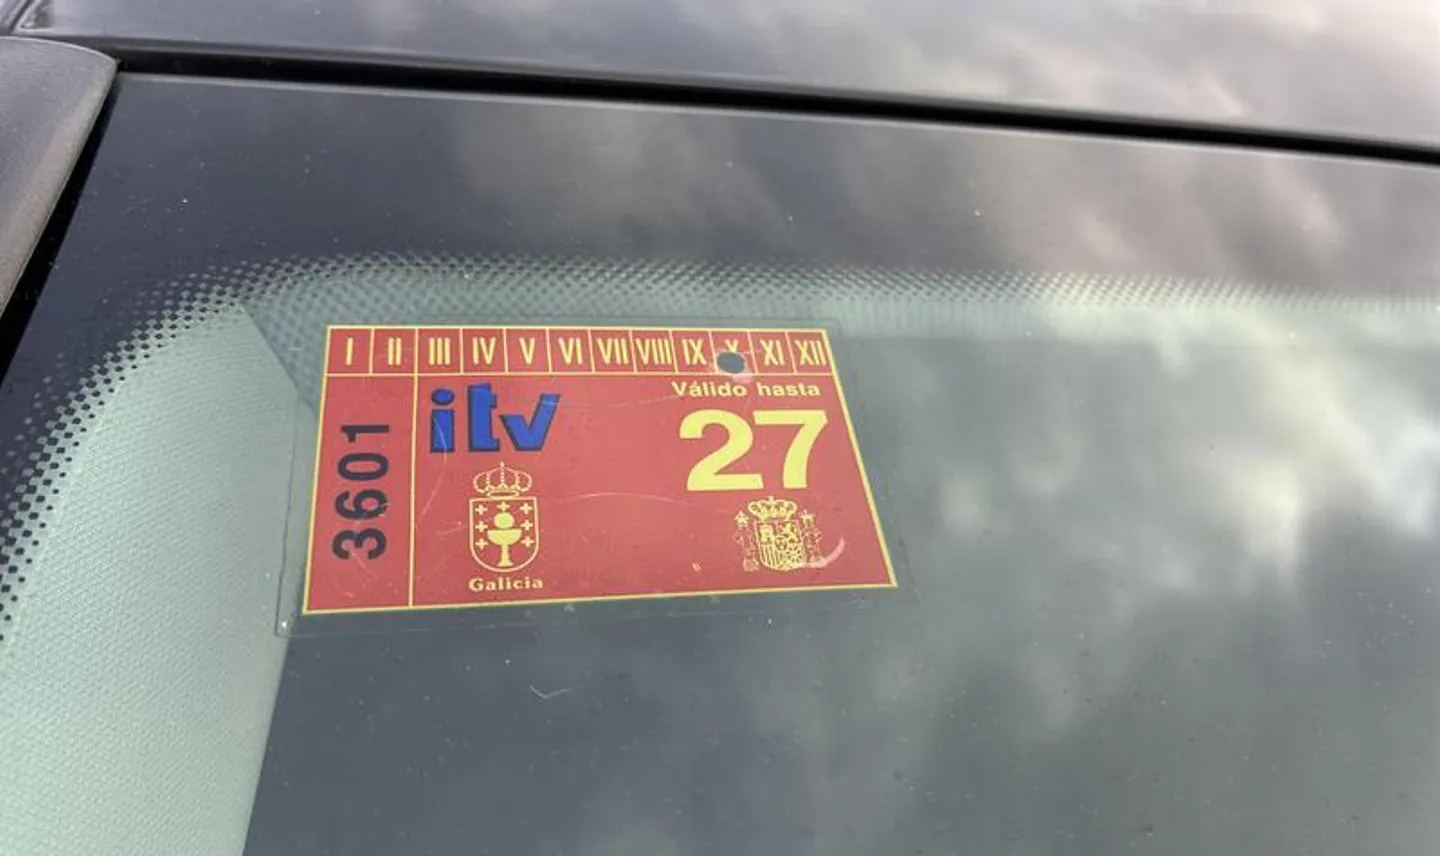 I II III IV V VI VII VIII IX X XI XII
3601
itv
Válido hasta
27
Galicia